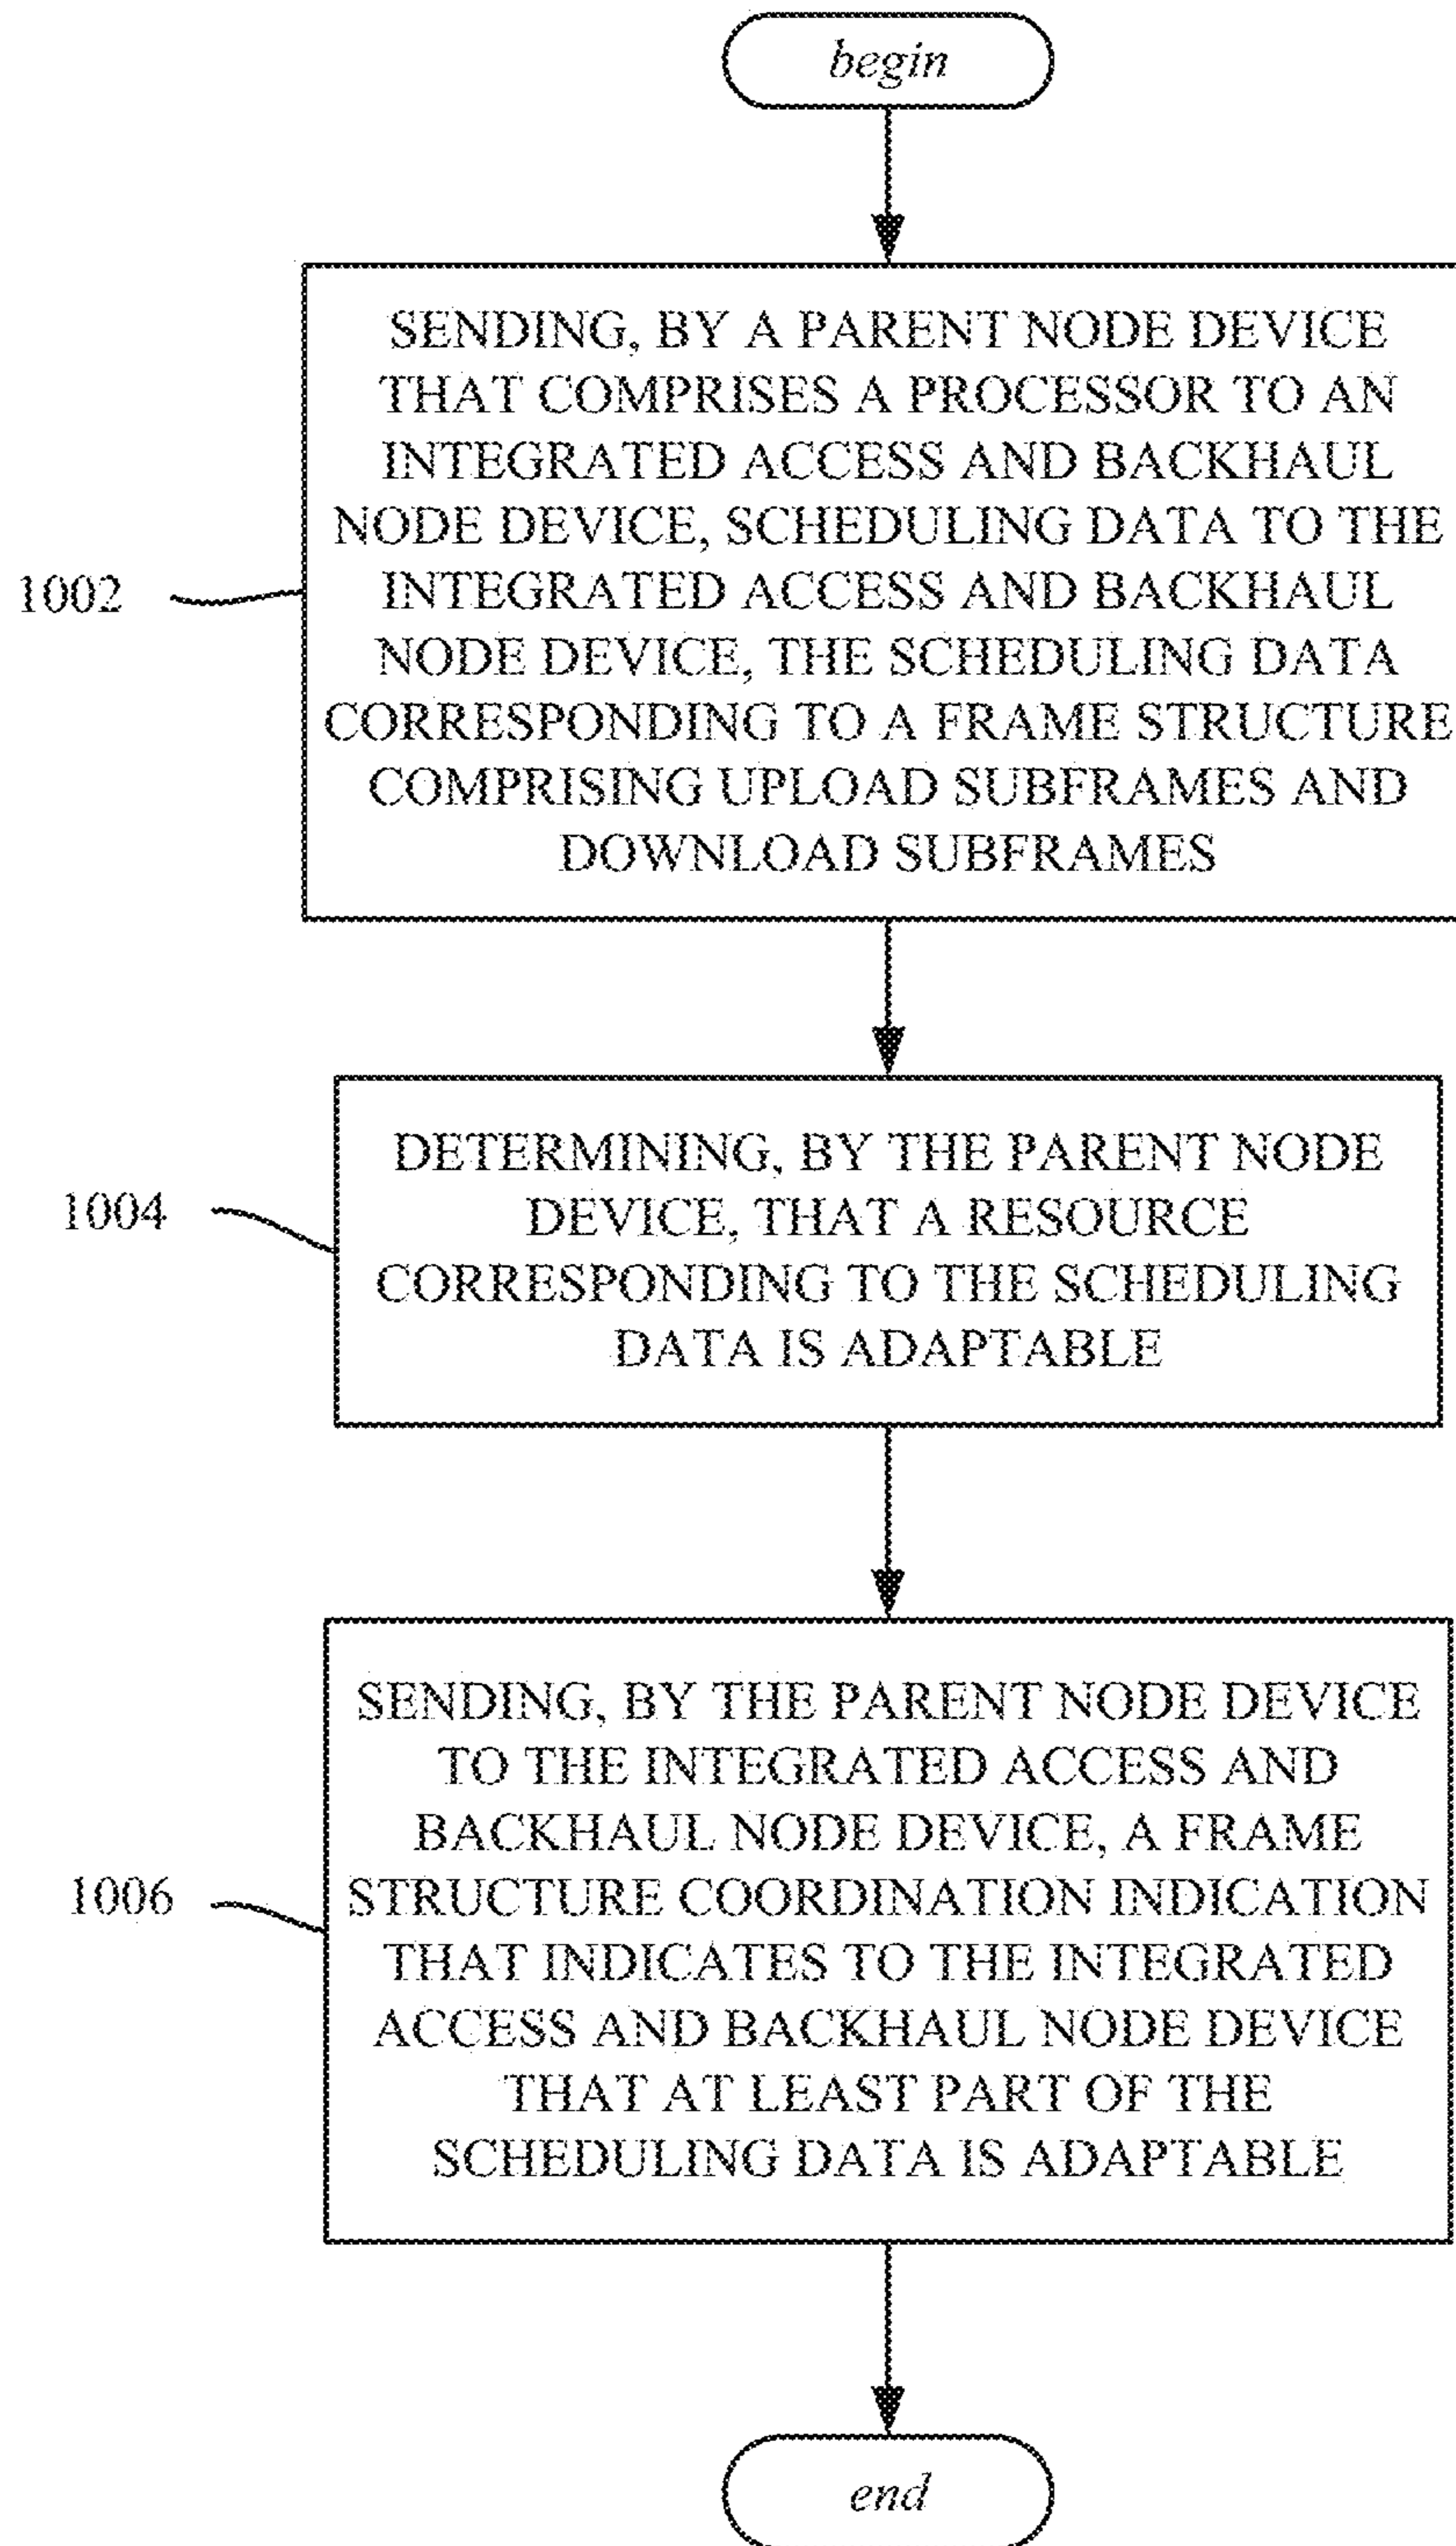 begin
SENDING, BY A PARENT NODE DEVICE
THAT COMPRISES A PROCESSOR TO AN
INTEGRATED ACCESS AND BACKHAUL
NODE DEVICE, SCHEDULING DATA TO THE
INTEGRATED ACCESS AND BACKHAUL
NODE DEVICE, THE SCHEDULING DATA
CORRESPONDING TO A FRAME STRUCTURE
COMPRISING UPLOAD SUBFRAMES AND
DOWNLOAD SUBFRAMES
1002
DETERMINING, BY THE PARENT NODE
DEVICE, THAT A RESOURCE
CORRESPONDING TO THE SCHEDULING
DATA IS ADAPTABLE
1004
SENDING, BY THE PARENT NODE DEVICE
TO THE INTEGRATED ACCESS AND
BACKHAUL NODE DEVICE, A FRAME
STRUCTURE COORDINATION INDICATION
THAT INDICATES TO THE INTEGRATED
ACCESS AND BACKHAUL NODE DEVICE
THAT AT LEAST PART OF THE
SCHEDULING DATA IS ADAPTABLE
1006
end